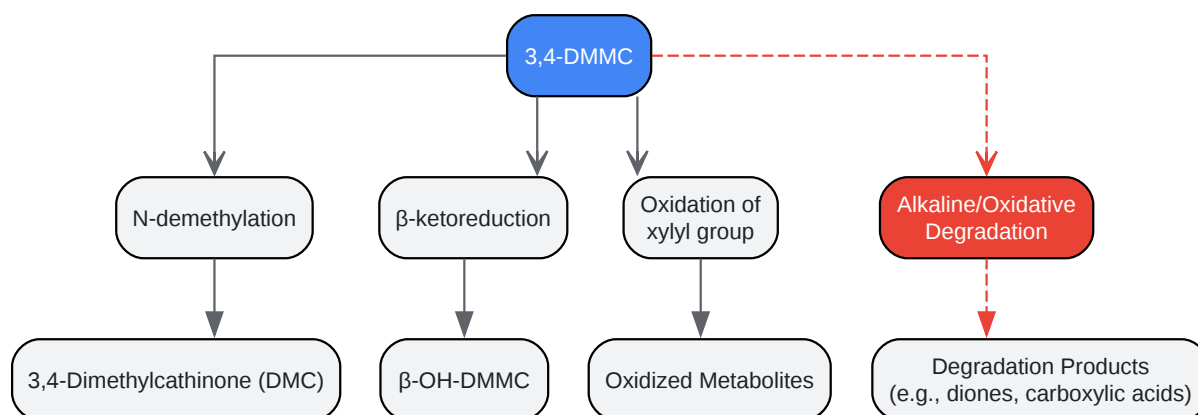 3,4-DMMC
N-demethylation
β-ketoreduction
Oxidation of
xylyl group
Alkaline/Oxidative
Degradation
3,4-Dimethylcathinone (DMC)
β-OH-DMMC
Oxidized Metabolites
Degradation Products
(e.g., diones, carboxylic acids)